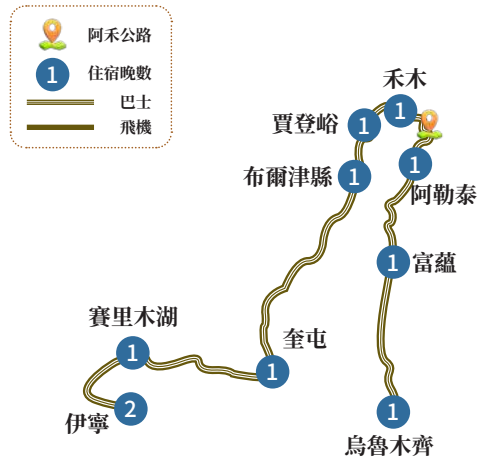 阿禾公路
1 住宿晚數
巴士
飛機
禾木
1
賈登峪
1
1
阿勒泰
布爾津縣
1
1
富蘊
賽里木湖
1
奎屯
1
伊寧
2
1
烏魯木齊